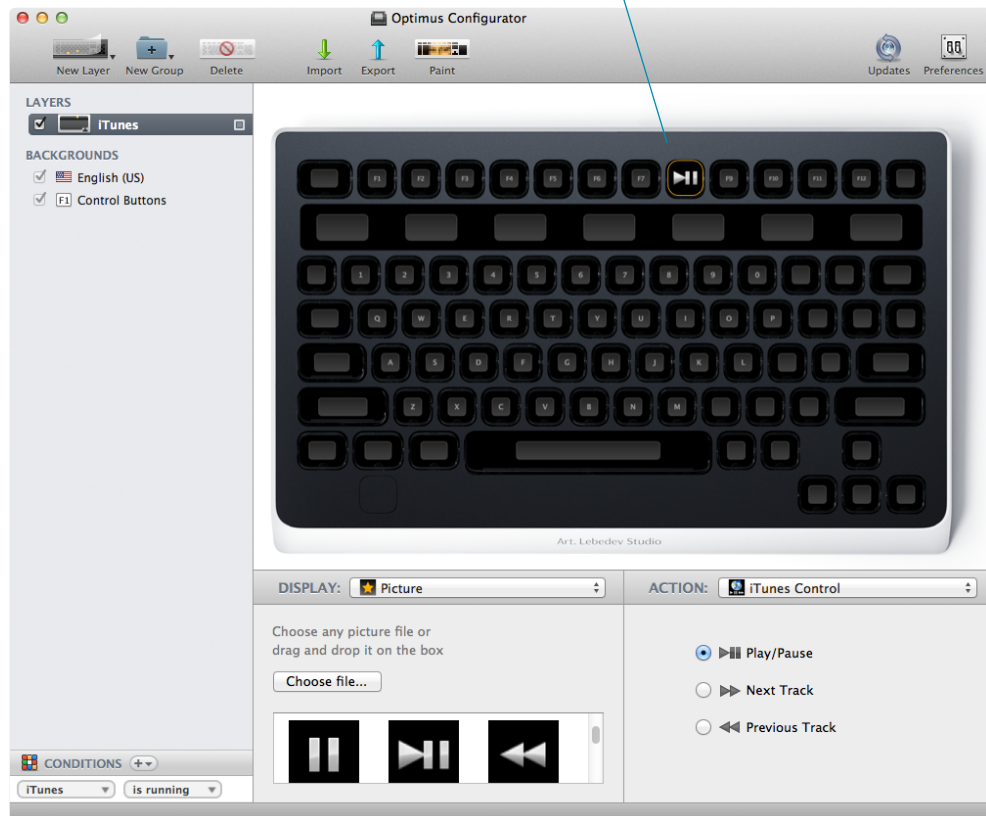 Optimus Configurator
New Layer New Group Delete Import Export Paint Updates Preferences
LAYERS
iTunes
BACKGROUNDS
English (US)
F1 Control Buttons
F1 F2 F3 F4 F5 F6 F7 F9 F10 F11 F12
1 2 3 4 5 6 7 8 9 0
Q W E R T Y U I O P
A S D F G H J K L
Z X C V B N M
Art. Lebedev Studio
DISPLAY: Picture
ACTION: iTunes Control
Choose any picture file or
drag and drop it on the box
Choose file...
Play/Pause
Next Track
Previous Track
CONDITIONS
iTunes is running